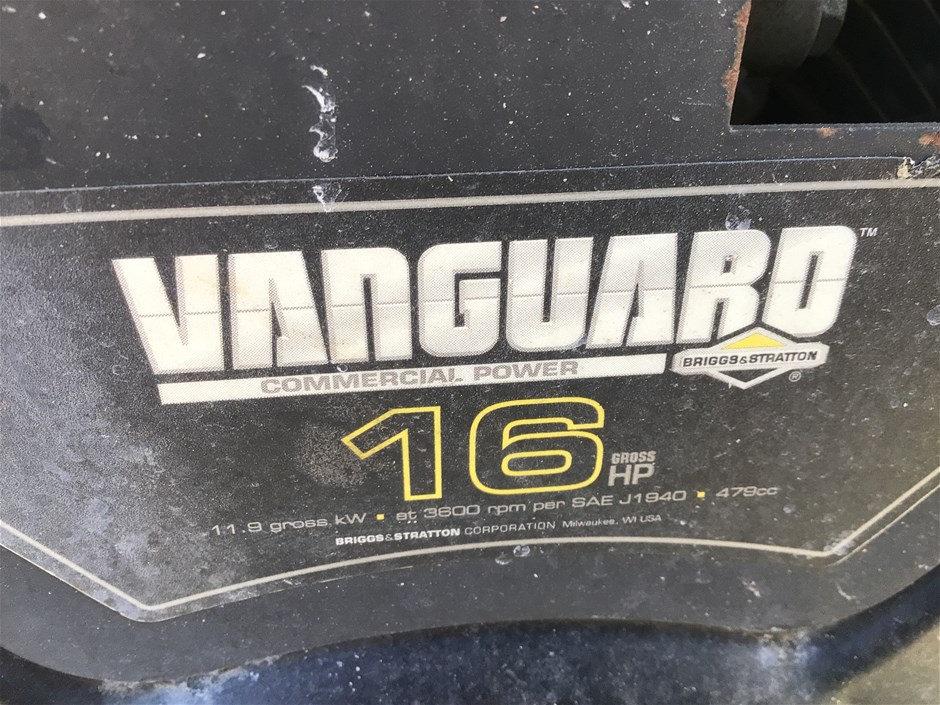 VANGUARD™
BRIGGS&STRATTON®
COMMERCIAL POWER
16 GROSS HP
11.9 gross kW ▪ at 3600 rpm per SAE J1940 ▪ 479cc
BRIGGS&STRATTON CORPORATION Milwaukee, WI USA